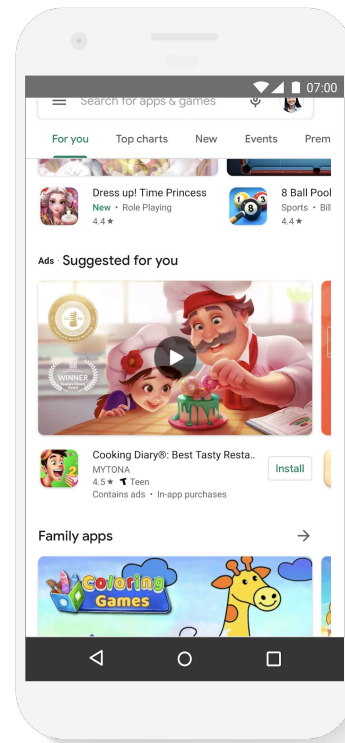 07:00
Search for apps & games
For you Top charts New Events Prem
Dress up! Time Princess
New • Role Playing
4.4★
8 Ball Pool
Sports • Bill
4.4★
Ads · Suggested for you
WINNER
Cooking Diary®: Best Tasty Resta..
MYTONA
4.5★ Teen
Contains ads • In-app purchases
Install
Family apps
Coloring
Games